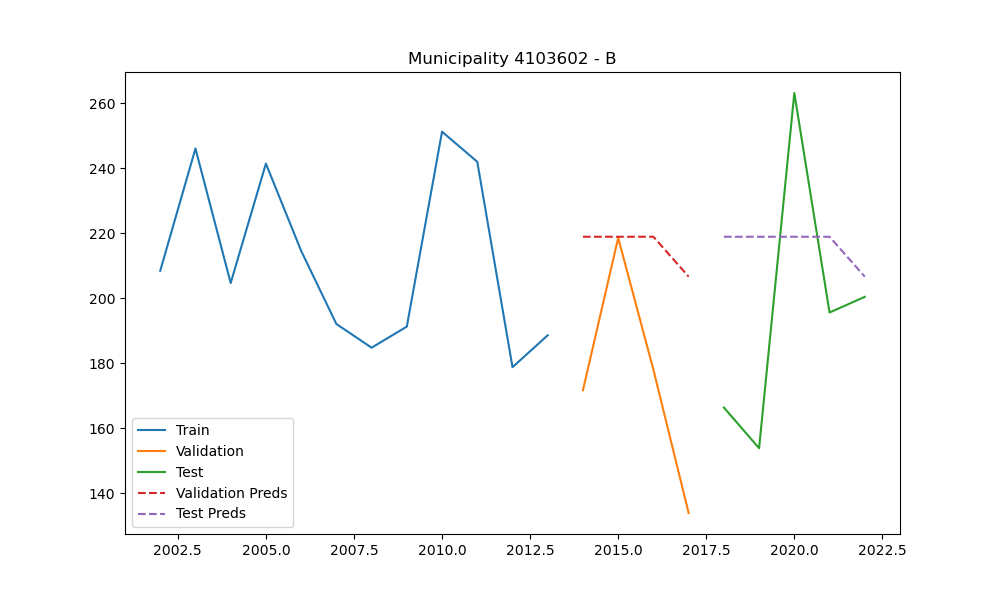 Municipality 4103602 - B
260
240
220
200
180
160
140
Train
Validation
Test
Validation Preds
Test Preds
2002.5 2005.0 2007.5 2010.0 2012.5 2015.0 2017.5 2020.0 2022.5